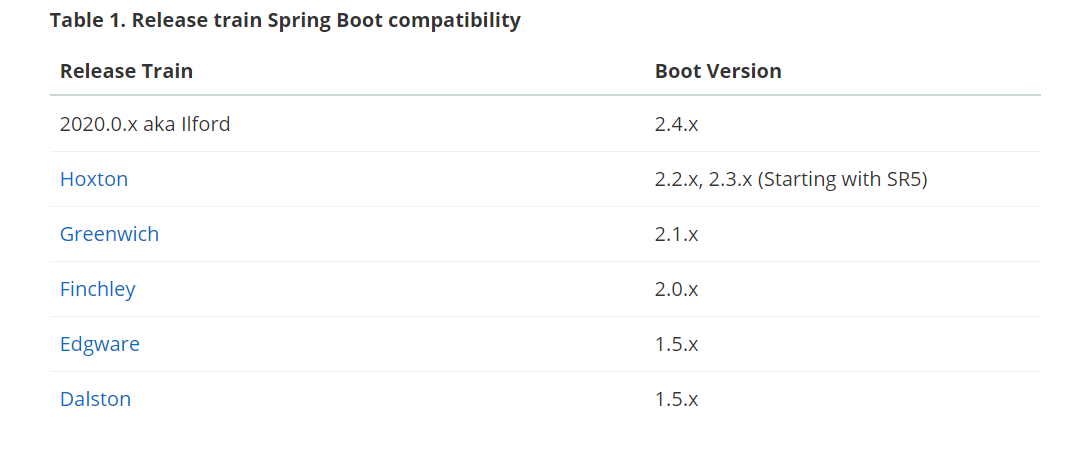 Table 1. Release train Spring Boot compatibility
Release Train Boot Version
2020.0.x aka Ilford 2.4.x
Hoxton 2.2.x, 2.3.x (Starting with SR5)
Greenwich 2.1.x
Finchley 2.0.x
Edgware 1.5.x
Dalston 1.5.x